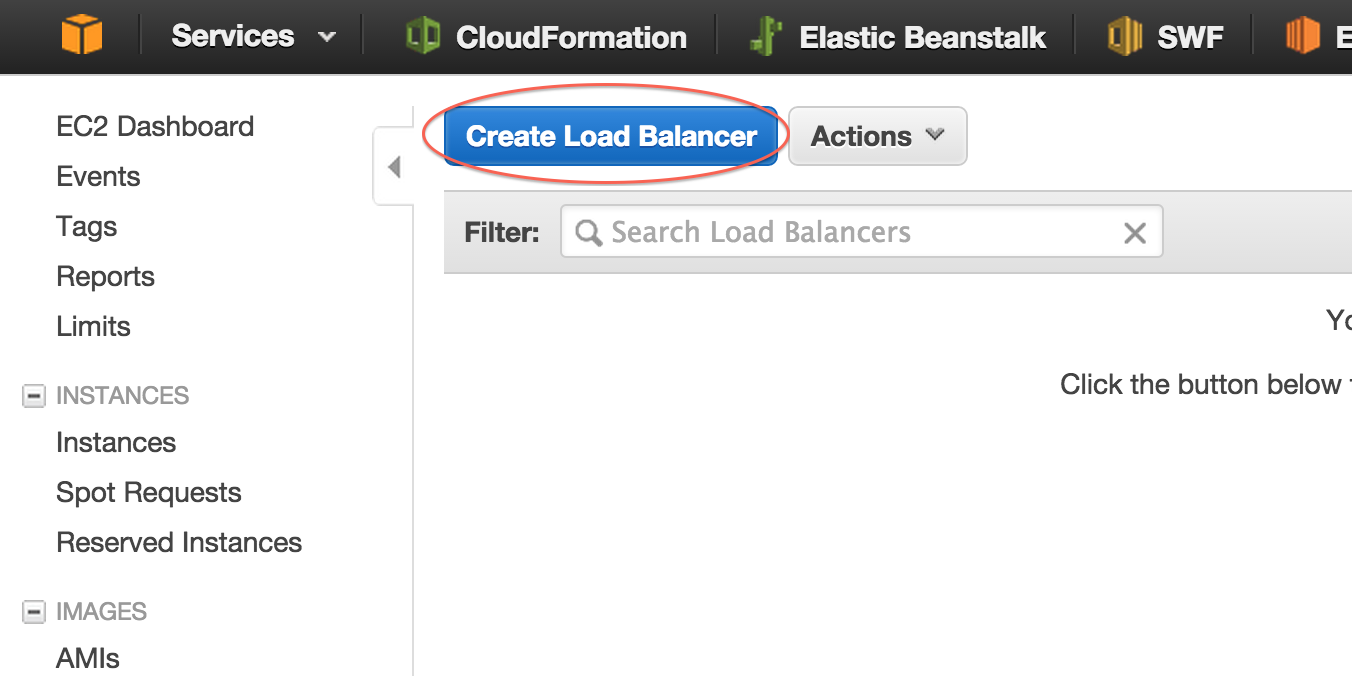 Services CloudFormation Elastic Beanstalk SWF
EC2 Dashboard
Events
Tags
Reports
Limits
INSTANCES
Instances
Spot Requests
Reserved Instances
IMAGES
AMIs
Create Load Balancer Actions
Filter: Search Load Balancers
Click the button below